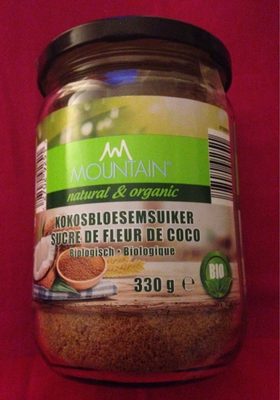 MOUNTAIN®
natural & organic
KOKOSBLOESEMSUIKER
SUCRE DE FLEUR DE COCO
Biologisch • Biologique
330 g e
BIO